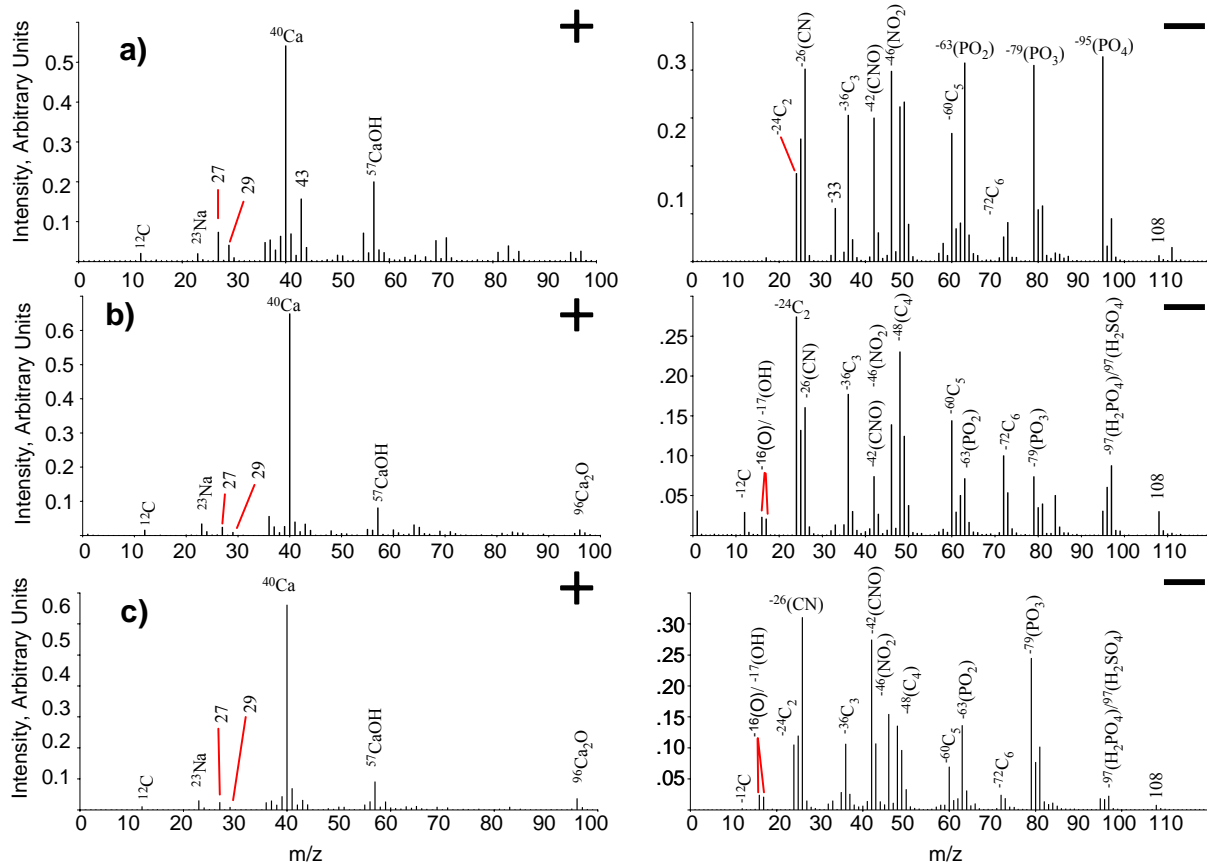 a)
+
Intensity, Arbitrary Units
0.5
0.4
0.3
0.2
0.1
¹²C
²³Na
27
29
⁴⁰Ca
43
⁵⁷CaOH
0 10 20 30 40 50 60 70 80 90 100
−
0.3
0.2
0.1
⁻²⁴C₂
⁻²⁶(CN)
-33
⁻³⁶C₃
⁻⁴²(CNO)
⁻⁴⁶(NO₂)
⁻⁶⁰C₅
⁻⁶³(PO₂)
⁻⁷²C₆
⁻⁷⁹(PO₃)
⁻⁹⁵(PO₄)
108
10 20 30 40 50 60 70 80 90 100 110
b)
+
Intensity, Arbitrary Units
0.6
0.5
0.4
0.3
0.2
0.1
¹²C
²³Na
27
29
⁴⁰Ca
⁵⁷CaOH
⁹⁶Ca₂O
0 10 20 30 40 50 60 70 80 90 100
−
.25
.20
.15
.10
.05
⁻¹²C
⁻¹⁶(O)/ ⁻¹⁷(OH)
⁻²⁴C₂
⁻²⁶(CN)
⁻³⁶C₃
⁻⁴²(CNO)
⁻⁴⁶(NO₂)
⁻⁴⁸(C₄)
⁻⁶⁰C₅
⁻⁶³(PO₂)
⁻⁷²C₆
⁻⁷⁹(PO₃)
⁻⁹⁷(H₂PO₄)/⁹⁷(H₂SO₄)
108
10 20 30 40 50 60 70 80 90 100 110
c)
+
Intensity, Arbitrary Units
0.6
0.5
0.4
0.3
0.2
0.1
¹²C
²³Na
27
29
⁴⁰Ca
⁵⁷CaOH
⁹⁶Ca₂O
0 10 20 30 40 50 60 70 80 90 100
m/z
−
.30
.25
.20
.15
.10
.05
⁻¹²C
⁻¹⁶(O)/ ⁻¹⁷(OH)
⁻²⁴C₂
⁻²⁶(CN)
⁻³⁶C₃
⁻⁴²(CNO)
⁻⁴⁶(NO₂)
⁻⁴⁸(C₄)
⁻⁶⁰C₅
⁻⁶³(PO₂)
⁻⁷²C₆
⁻⁷⁹(PO₃)
⁻⁹⁷(H₂PO₄)/⁹⁷(H₂SO₄)
108
10 20 30 40 50 60 70 80 90 100 110
m/z